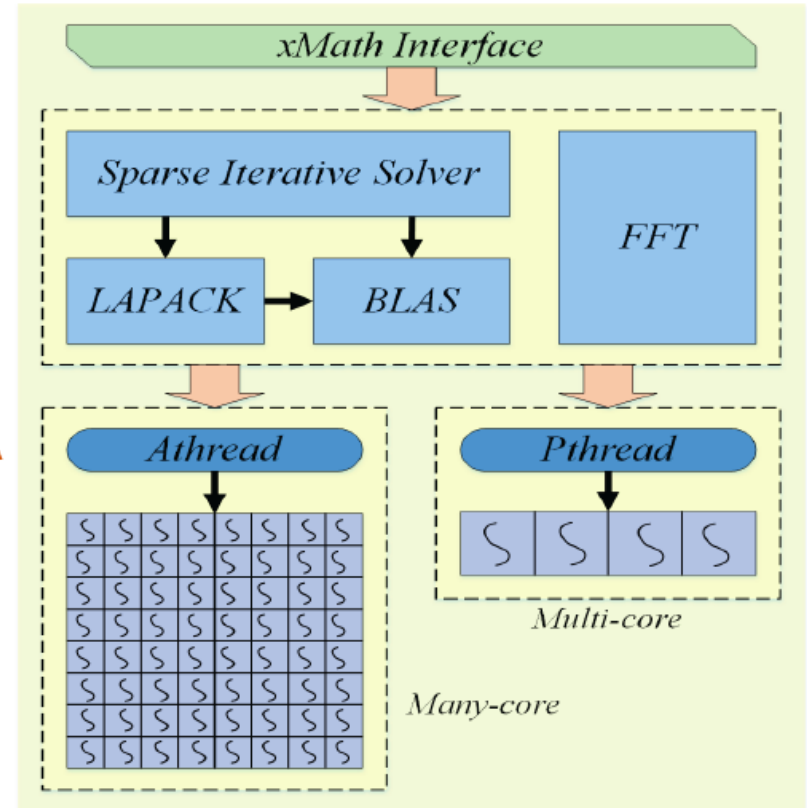 xMath Interface
Sparse Iterative Solver
FFT
LAPACK
BLAS
Athread
Pthread
Multi-core
Many-core